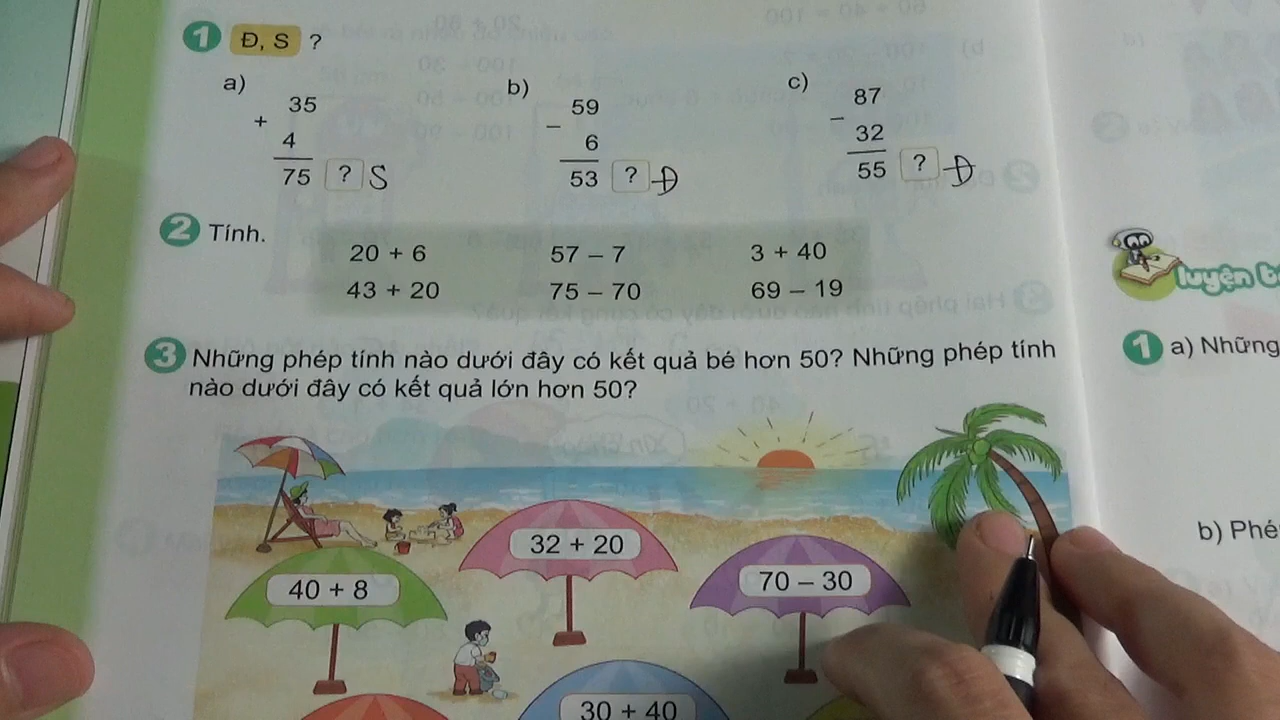 1 Đ, S ?
a) b) c)
35 59 87
+ - -
4 6 32
75 ? S 53 ? Đ 55 ? Đ
2 Tính.
20 + 6 57 – 7 3 + 40
43 + 20 75 – 70 69 – 19
3 Những phép tính nào dưới đây có kết quả bé hơn 50? Những phép tính
nào dưới đây có kết quả lớn hơn 50?
32 + 20
40 + 8 70 – 30
30 + 40
luyện
1 a) Những
b) Phé